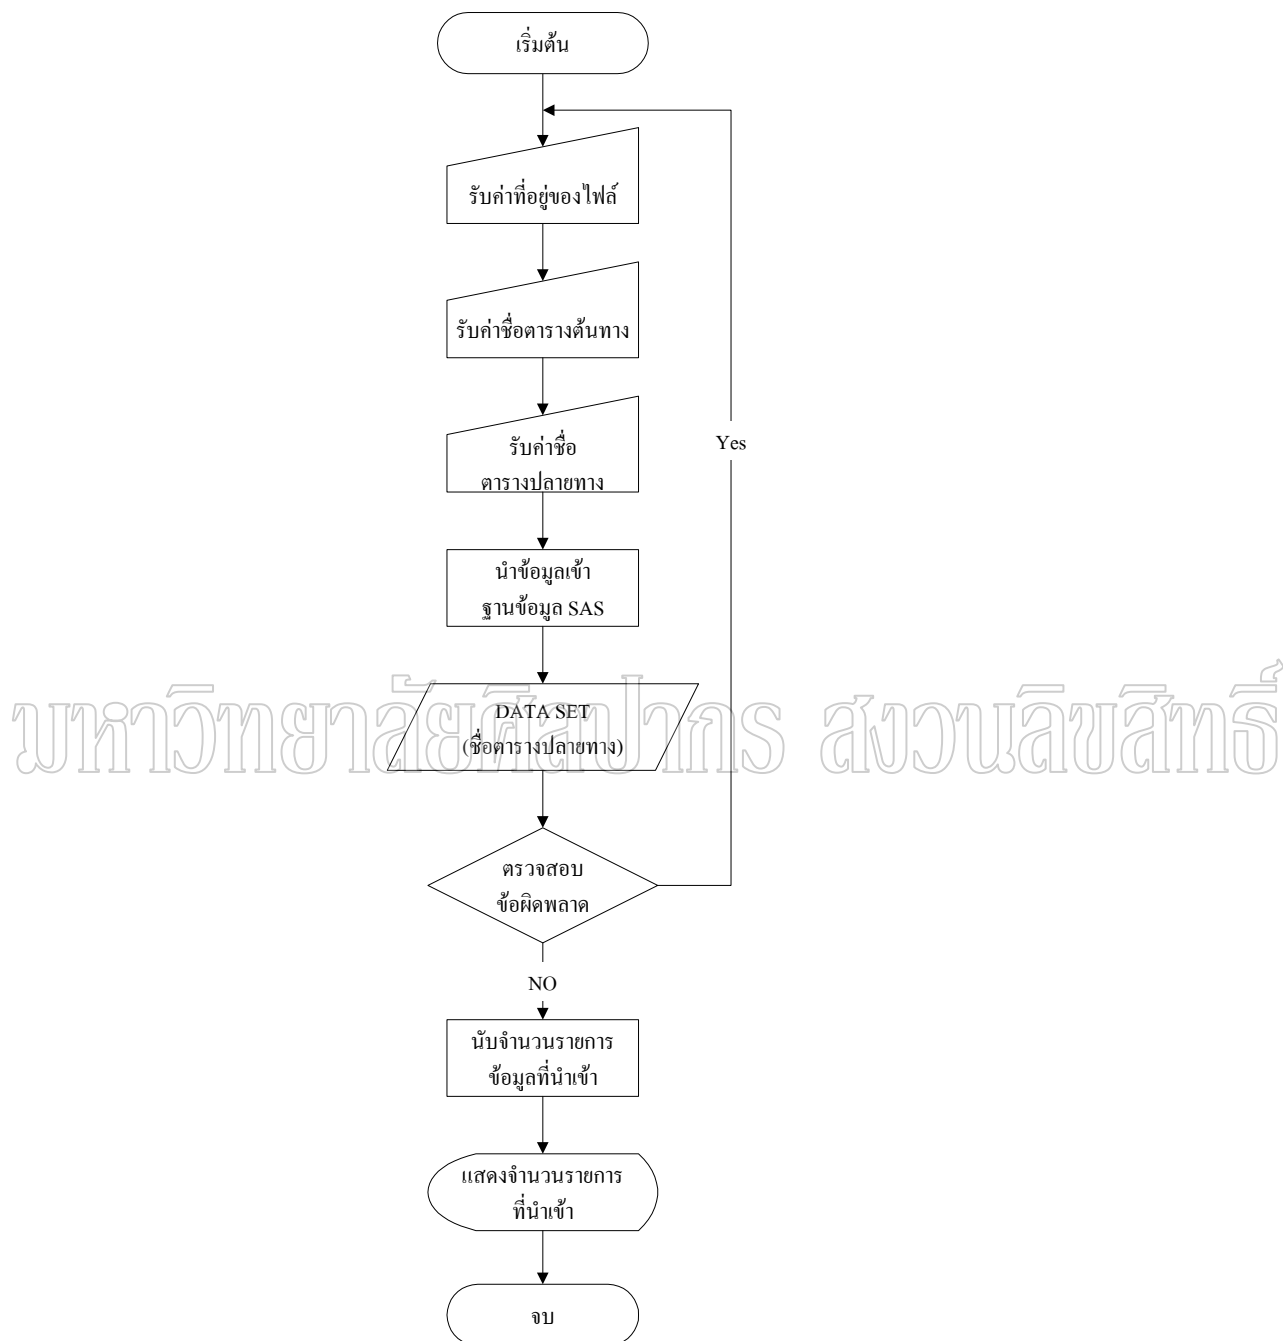 เริ่มต้น
รับค่าที่อยู่ของไฟล์
รับค่าชื่อตารางต้นทาง
รับค่าชื่อ
ตารางปลายทาง
Yes
นำข้อมูลเข้า
ฐานข้อมูล SAS
มหาวิทยาลัยศิลปากร สงวนลิขสิทธิ์
DATA SET
(ชื่อตารางปลายทาง)
ตรวจสอบ
ข้อผิดพลาด
NO
นับจำนวนรายการ
ข้อมูลที่นำเข้า
แสดงจำนวนรายการ
ที่นำเข้า
จบ